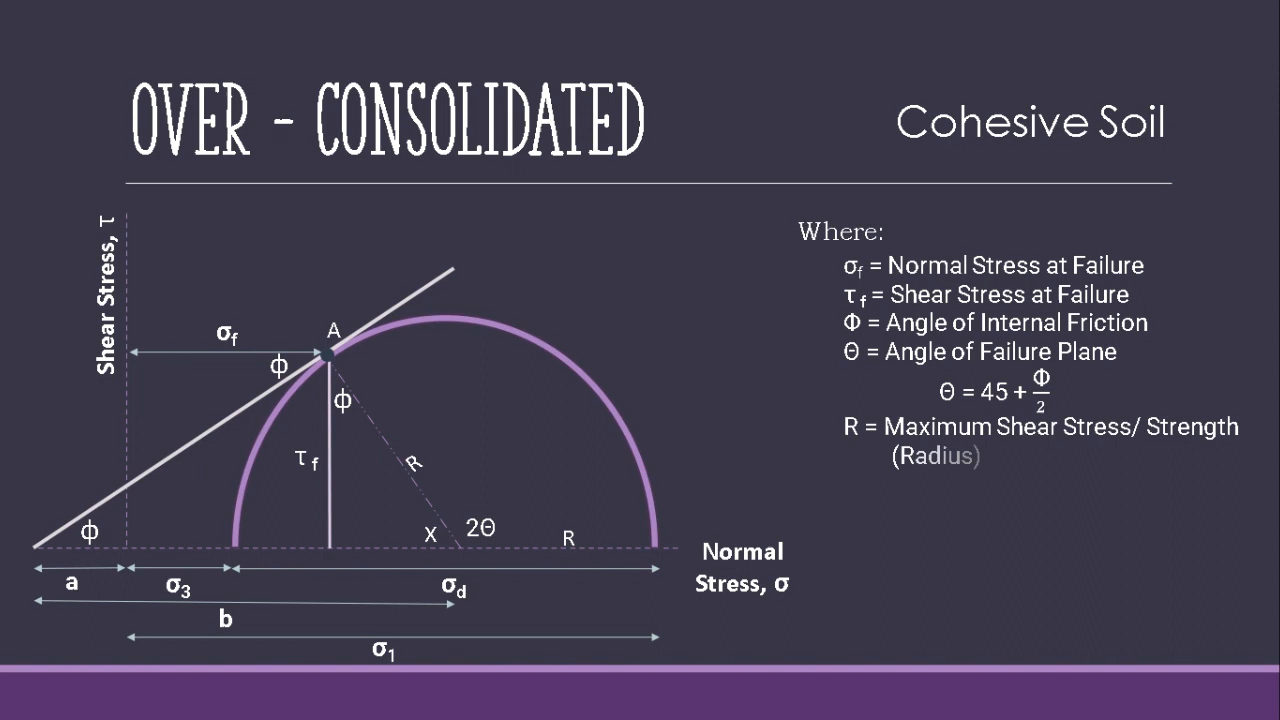 OVER - CONSOLIDATED
Cohesive Soil
Shear Stress, τ
Where:
σf = Normal Stress at Failure
τ f = Shear Stress at Failure
Φ = Angle of Internal Friction
Θ = Angle of Failure Plane
Θ = 45 + Φ/2
R = Maximum Shear Stress/ Strength
(Radius)
σf
A
ϕ
ϕ
τ f
R
ϕ
X
2Θ
R
Normal
Stress, σ
a
σ3
σd
b
σ1